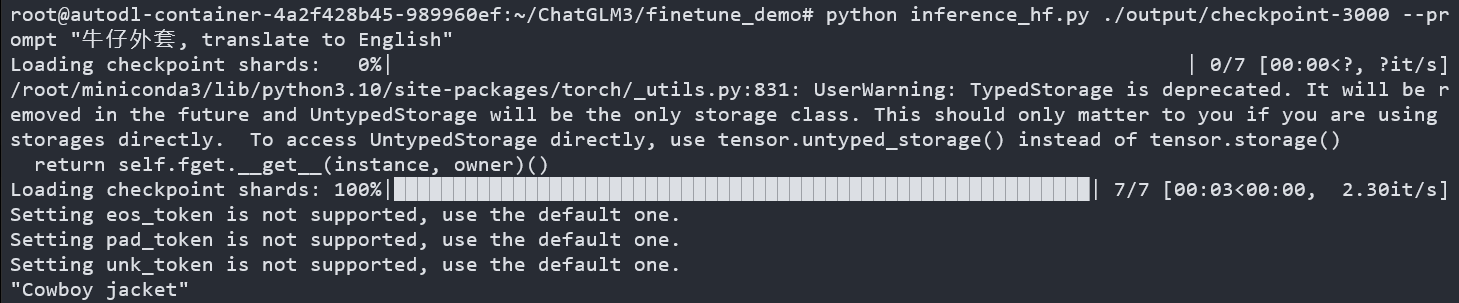 root@autodl-container-4a2f428b45-989960ef:~/ChatGLM3/finetune_demo# python inference_hf.py ./output/checkpoint-3000 --pr
ompt "牛仔外套, translate to English"
Loading checkpoint shards:   0%|                                                                  | 0/7 [00:00<?, ?it/s]
/root/miniconda3/lib/python3.10/site-packages/torch/_utils.py:831: UserWarning: TypedStorage is deprecated. It will be r
emoved in the future and UntypedStorage will be the only storage class. This should only matter to you if you are using
storages directly.  To access UntypedStorage directly, use tensor.untyped_storage() instead of tensor.storage()
  return self.fget.__get__(instance, owner)()
Loading checkpoint shards: 100%|██████████████████████████████████████████████████████████| 7/7 [00:03<00:00,  2.30it/s]
Setting eos_token is not supported, use the default one.
Setting pad_token is not supported, use the default one.
Setting unk_token is not supported, use the default one.
"Cowboy jacket"